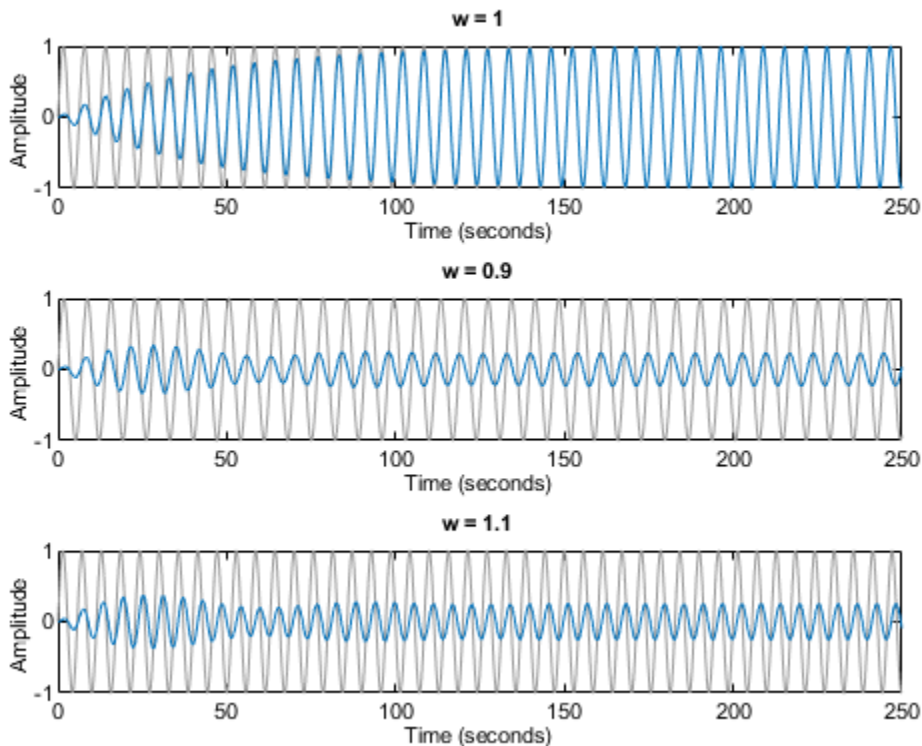 w = 1
Amplitude
1
0
-1
0 50 100 150 200 250
Time (seconds)
w = 0.9
Amplitude
1
0
-1
0 50 100 150 200 250
Time (seconds)
w = 1.1
Amplitude
1
0
-1
0 50 100 150 200 250
Time (seconds)